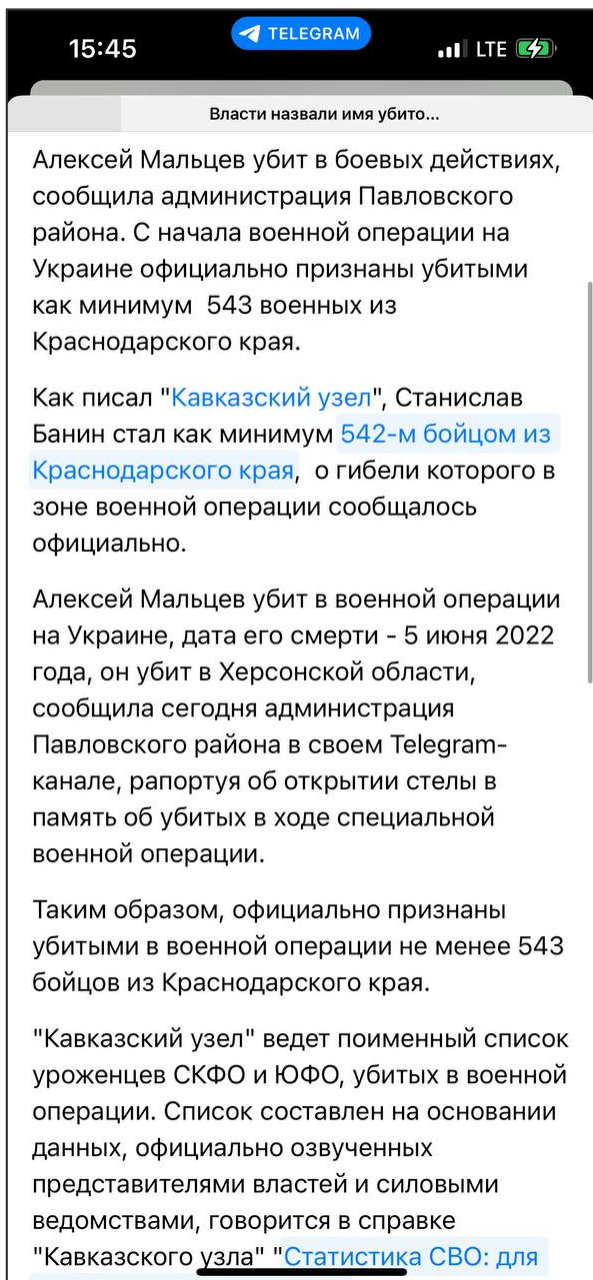 15:45
TELEGRAM
LTE
Власти назвали имя убито...
Алексей Мальцев убит в боевых действиях,
сообщила администрация Павловского
района. С начала военной операции на
Украине официально признаны убитыми
как минимум 543 военных из
Краснодарского края.
Как писал "Кавказский узел", Станислав
Банин стал как минимум 542-м бойцом из
Краснодарского края, о гибели которого в
зоне военной операции сообщалось
официально.
Алексей Мальцев убит в военной операции
на Украине, дата его смерти - 5 июня 2022
года, он убит в Херсонской области,
сообщила сегодня администрация
Павловского района в своем Telegram-
канале, рапортуя об открытии стелы в
память об убитых в ходе специальной
военной операции.
Таким образом, официально признаны
убитыми в военной операции не менее 543
бойцов из Краснодарского края.
"Кавказский узел" ведет поименный список
уроженцев СКФО и ЮФО, убитых в военной
операции. Список составлен на основании
данных, официально озвученных
представителями властей и силовыми
ведомствами, говорится в справке
"Кавказского узла" "Статистика СВО: для